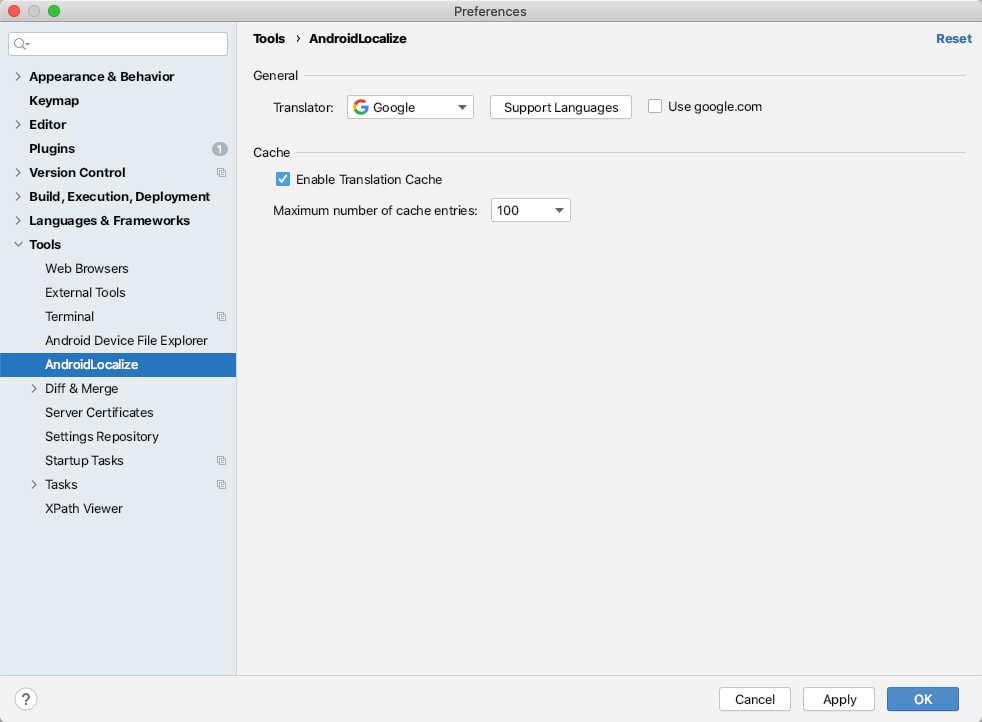 Preferences
Tools › AndroidLocalize
Reset
Appearance & Behavior
Keymap
Editor
Plugins 1
Version Control
Build, Execution, Deployment
Languages & Frameworks
Tools
Web Browsers
External Tools
Terminal
Android Device File Explorer
AndroidLocalize
Diff & Merge
Server Certificates
Settings Repository
Startup Tasks
Tasks
XPath Viewer
General
Translator: Google Support Languages Use google.com
Cache
Enable Translation Cache
Maximum number of cache entries: 100
? Cancel Apply OK